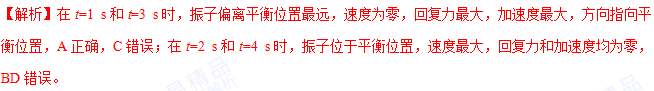 【解析】在 t=1 s 和 t=3 s 时，振子偏离平衡位置最远，速度为零，回复力最大，加速度最大，方向指向平
衡位置，A 正确，C 错误；在 t=2 s 和 t=4 s 时，振子位于平衡位置，速度最大，回复力和加速度均为零，
BD 错误。